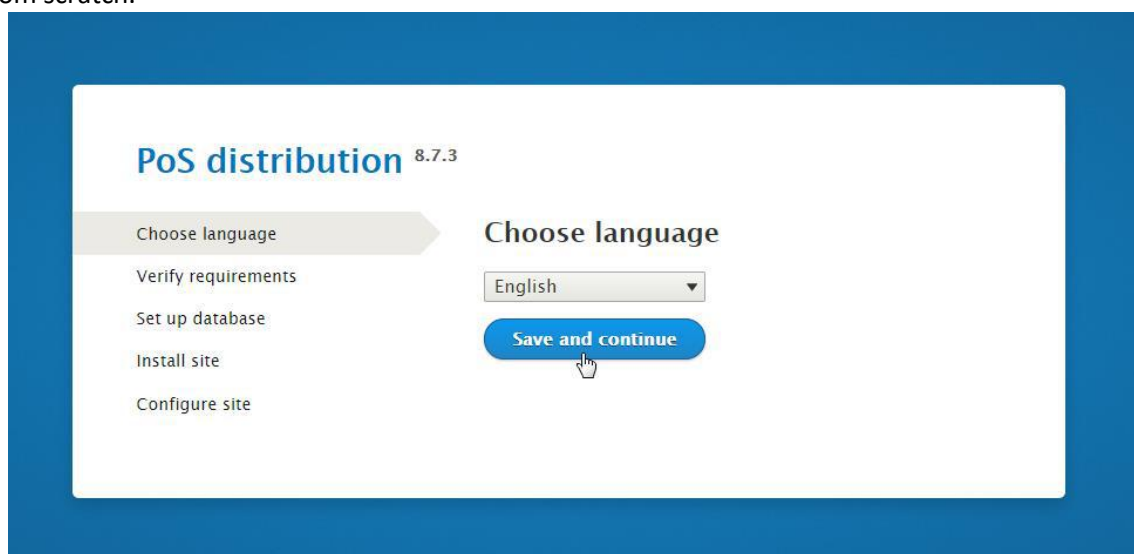 scratch.
PoS distribution 8.7.3
Choose language
Verify requirements
Set up database
Install site
Configure site
Choose language
English
Save and continue